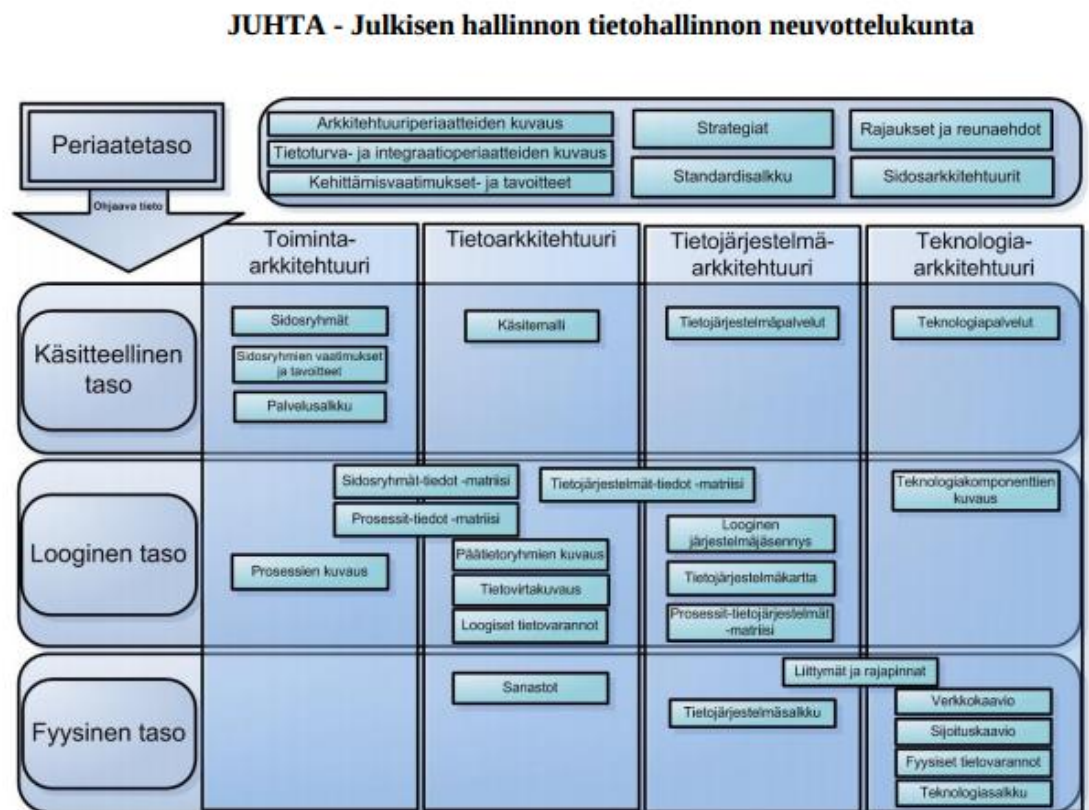 JUHTA - Julkisen hallinnon tietohallinnon neuvottelukunta
Periaatetaso
Ohjaava tieto
Arkkitehtuuriperiaatteiden kuvaus
Tietoturva- ja integraatioperiaatteiden kuvaus
Kehittämisvaatimukset- ja tavoitteet
Strategiat
Standardisalkku
Rajaukset ja reunaehdot
Sidosarkkitehtuurit
Toiminta-
arkkitehtuuri
Tietoarkkitehtuuri
Tietojärjestelmä-
arkkitehtuuri
Teknologia-
arkkitehtuuri
Käsitteellinen
taso
Sidosryhmät
Sidosryhmien vaatimukset
ja tavoitteet
Palvelusalkku
Käsitemalli
Tietojärjestelmäpalvelut
Teknologiapalvelut
Looginen taso
Sidosryhmät-tiedot -matriisi
Prosessit-tiedot -matriisi
Prosessien kuvaus
Tietojärjestelmät-tiedot -matriisi
Päätietoryhmien kuvaus
Tietovirtakuvaus
Loogiset tietovarannot
Looginen
järjestelmäjäsennys
Tietojärjestelmäkartta
Prosessit-tietojärjestelmät
-matriisi
Teknologiakomponenttien
kuvaus
Fyysinen taso
Sanastot
Liittymät ja rajapinnat
Tietojärjestelmäsalkku
Verkkokaavio
Sijoituskaavio
Fyysiset tietovarannot
Teknologiasalkku